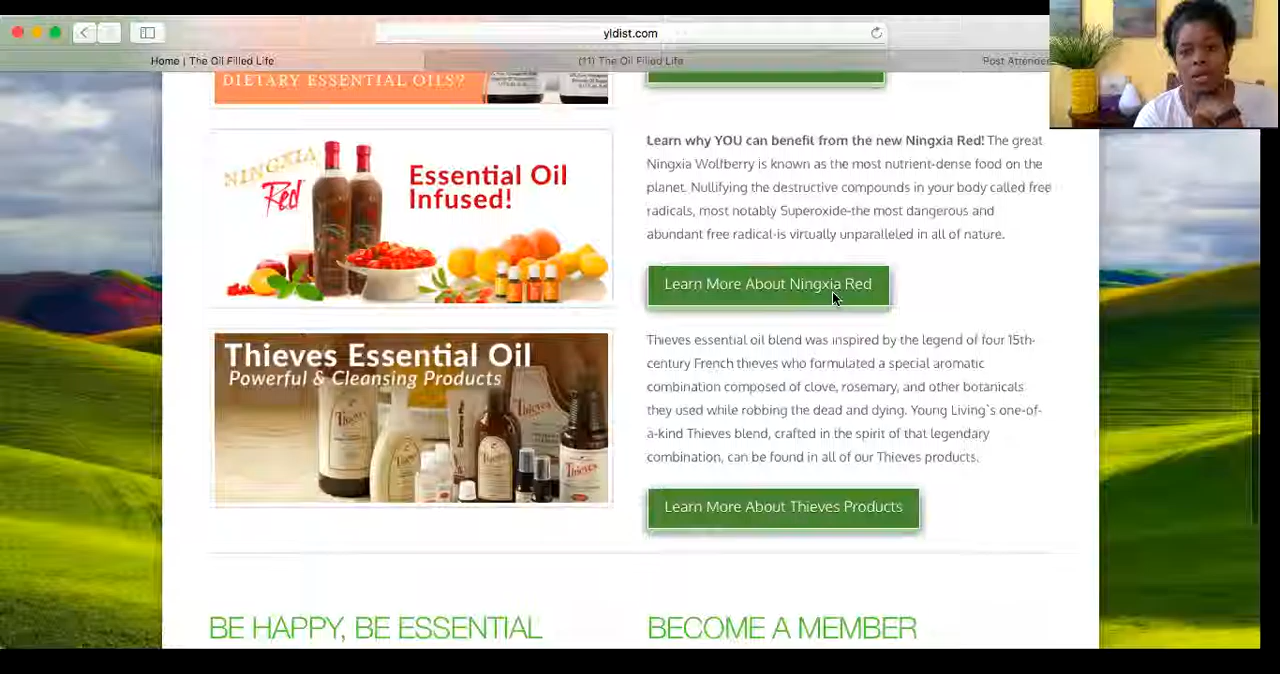 yldist.com
Home | The Oil Filled Life
(11) The Oil Filled Life
Post Attende
DIETARY ESSENTIAL OILS?
NINGXIA
Red
Essential Oil
Infused!
Learn why YOU can benefit from the new Ningxia Red! The great
Ningxia Wolfberry is known as the most nutrient-dense food on the
planet. Nullifying the destructive compounds in your body called free
radicals, most notably Superoxide-the most dangerous and
abundant free radical-is virtually unparalleled in all of nature.
Learn More About Ningxia Red
Thieves Essential Oil
Powerful & Cleansing Products
Thieves
Thieves
Thieves
Thieves
Thieves essential oil blend was inspired by the legend of four 15th-
century French thieves who formulated a special aromatic
combination composed of clove, rosemary, and other botanicals
they used while robbing the dead and dying. Young Living`s one-of-
a-kind Thieves blend, crafted in the spirit of that legendary
combination, can be found in all of our Thieves products.
Learn More About Thieves Products
BE HAPPY, BE ESSENTIAL
BECOME A MEMBER